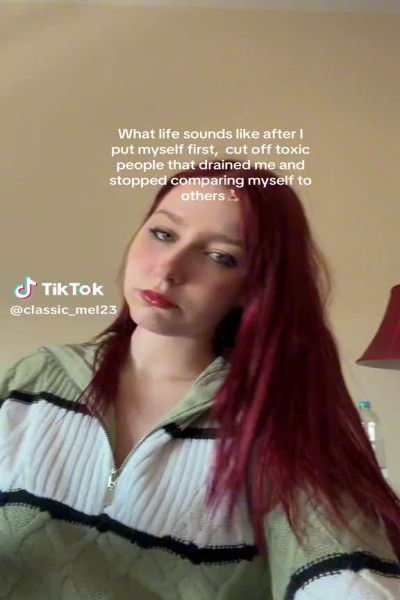 What life sounds like after I
put myself first,  cut off toxic
people that drained me and
stopped comparing myself to
others
TikTok
@classic_mel23